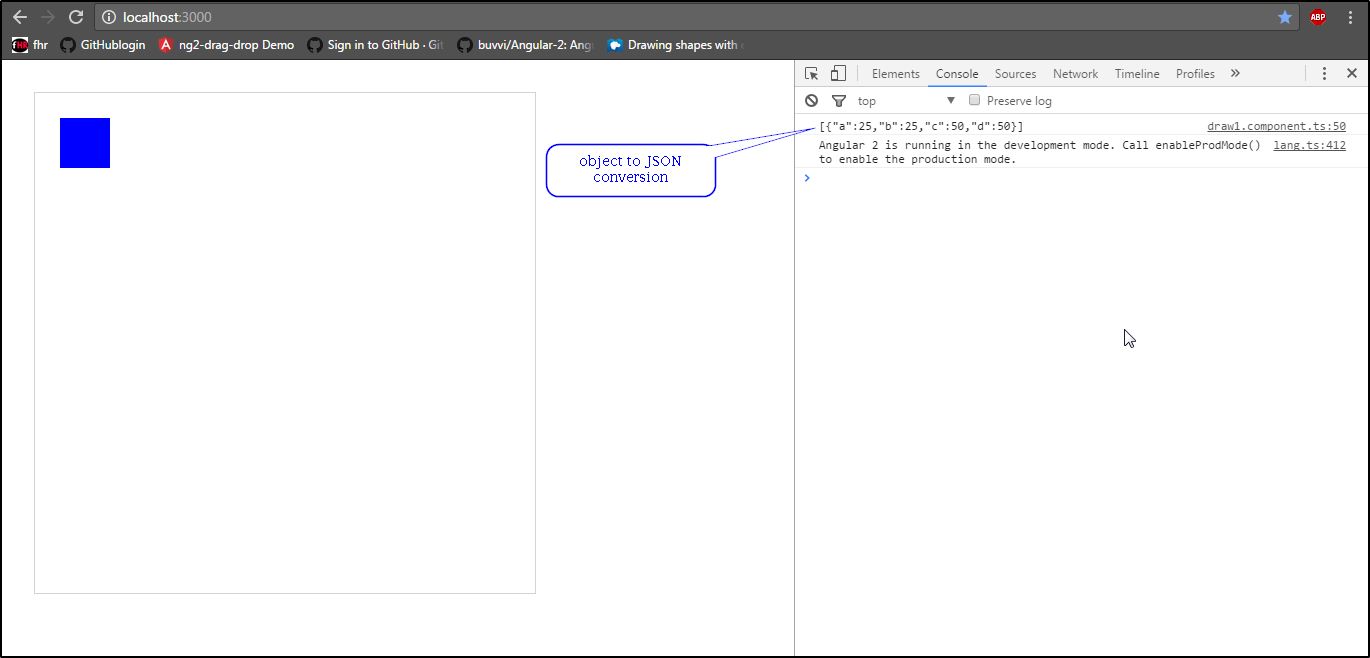 localhost:3000
ABP
fhr
GitHublogin
ng2-drag-drop Demo
Sign in to GitHub · Git
buvvi/Angular-2: Ang
Drawing shapes with
Elements
Console
Sources
Network
Timeline
Profiles
top
Preserve log
[{"a":25,"b":25,"c":50,"d":50}]
draw1.component.ts:50
Angular 2 is running in the development mode. Call enableProdMode()
lang.ts:412
to enable the production mode.
object to JSON
conversion